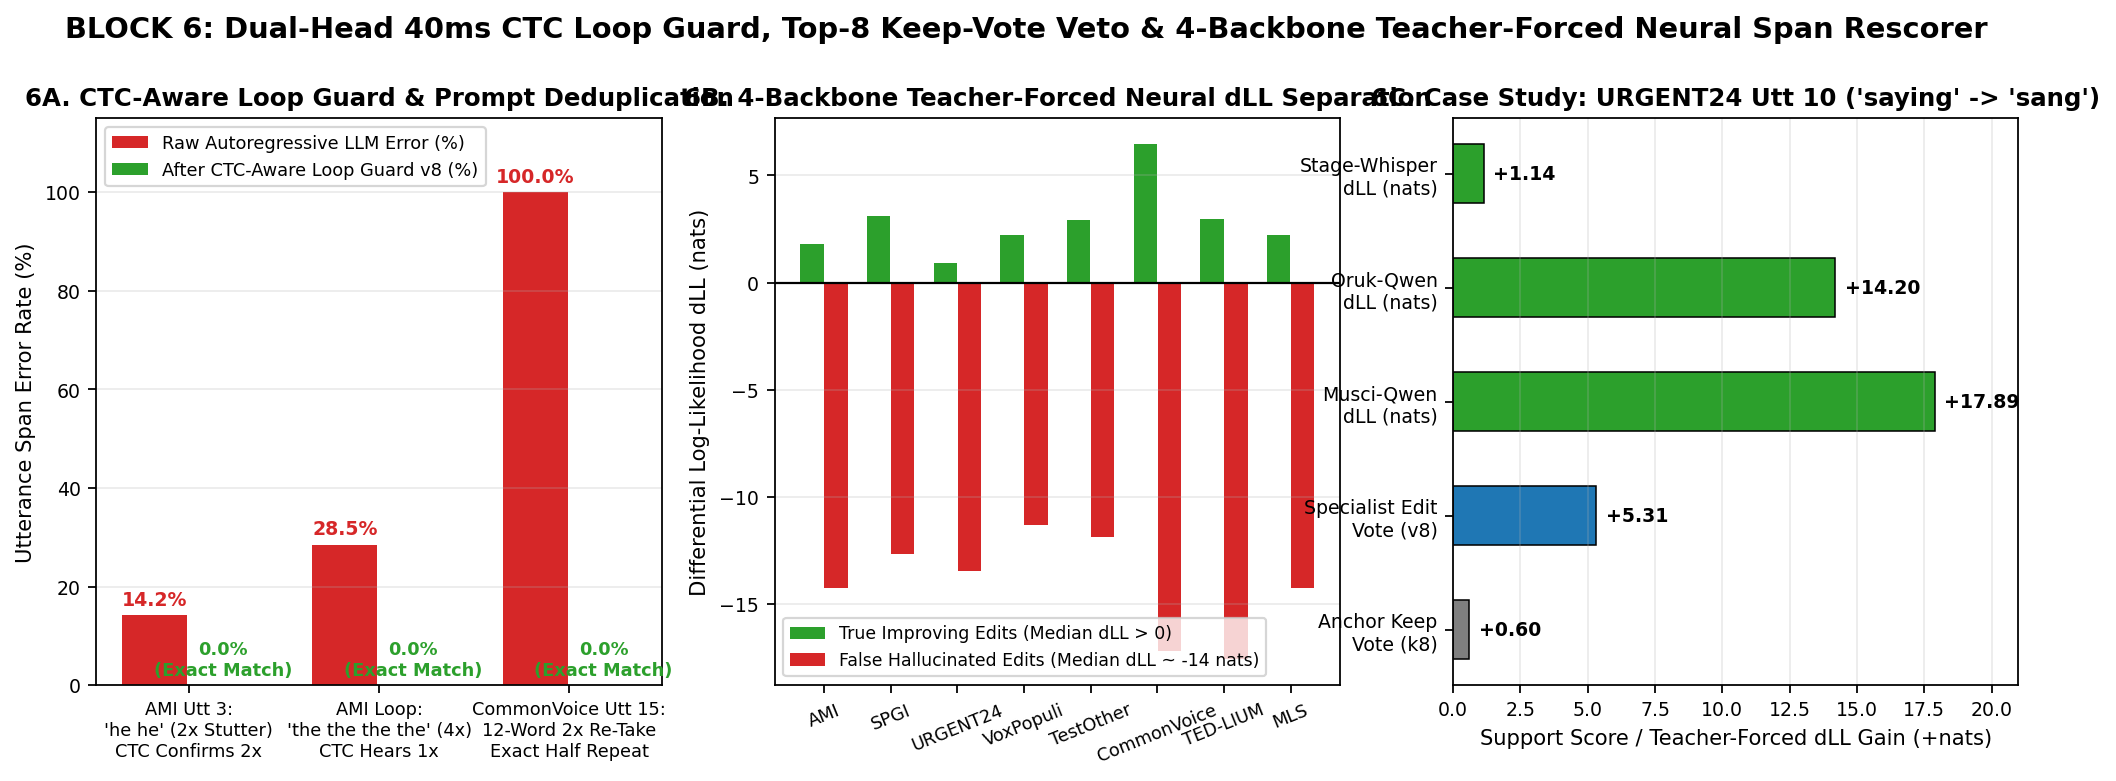 BLOCK 6: Dual-Head 40ms CTC Loop Guard, Top-8 Keep-Vote Veto & 4-Backbone Teacher-Forced Neural Span Rescorer
6A. CTC-Aware Loop Guard & Prompt Deduplication
Utterance Span Error Rate (%)
100
80
60
40
20
0
Raw Autoregressive LLM Error (%)
After CTC-Aware Loop Guard v8 (%)
14.2%
28.5%
100.0%
0.0%
(Exact Match)
0.0%
(Exact Match)
0.0%
(Exact Match)
AMI Utt 3:
'he he' (2x Stutter)
CTC Confirms 2x
AMI Loop:
'the the the the' (4x)
CTC Hears 1x
CommonVoice Utt 15:
12-Word 2x Re-Take
Exact Half Repeat
6B. 4-Backbone Teacher-Forced Neural dLL Separation
Differential Log-Likelihood dLL (nats)
5
0
−5
−10
−15
True Improving Edits (Median dLL > 0)
False Hallucinated Edits (Median dLL ~ -14 nats)
AMI
SPGI
URGENT24
VoxPopuli
TestOther
CommonVoice
TED-LIUM
MLS
6C. Case Study: URGENT24 Utt 10 ('saying' -> 'sang')
Stage-Whisper
dLL (nats)
+1.14
Oruk-Qwen
dLL (nats)
+14.20
Musci-Qwen
dLL (nats)
+17.89
Specialist Edit
Vote (v8)
+5.31
Anchor Keep
Vote (k8)
+0.60
0.0
2.5
5.0
7.5
10.0
12.5
15.0
17.5
20.0
Support Score / Teacher-Forced dLL Gain (+nats)